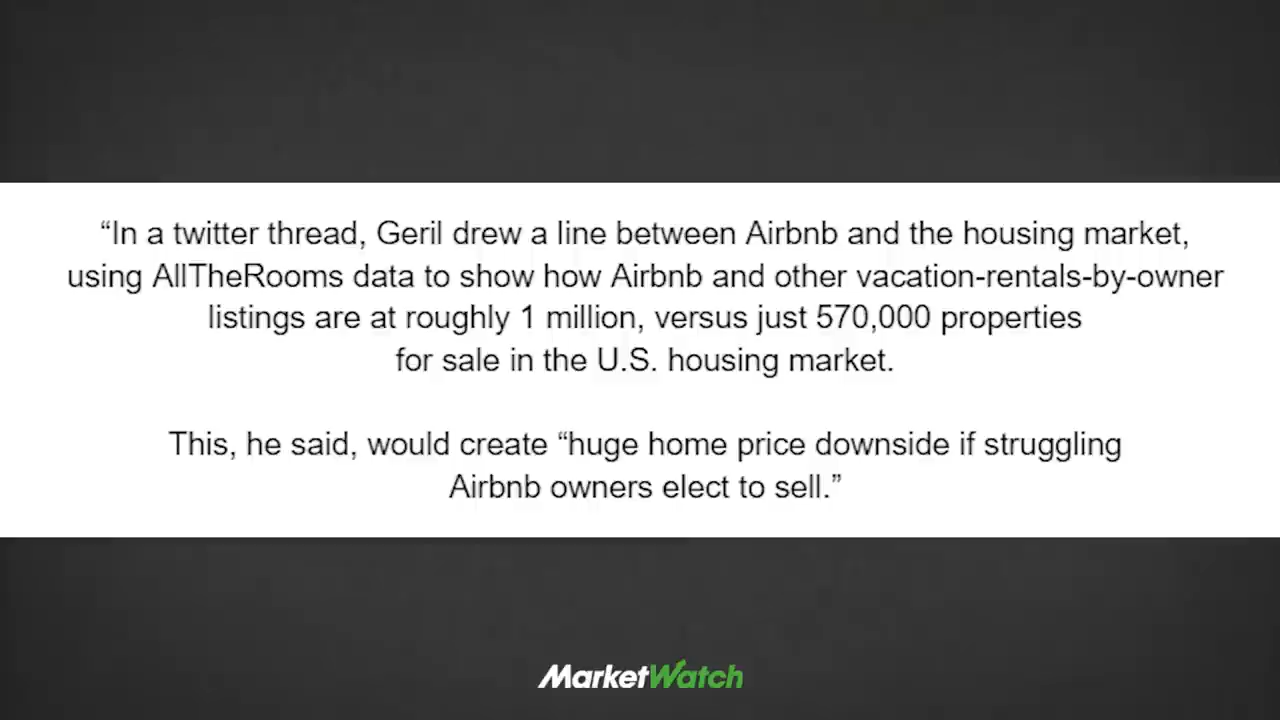 “In a twitter thread, Geril drew a line between Airbnb and the housing market,
using AllTheRooms data to show how Airbnb and other vacation-rentals-by-owner
listings are at roughly 1 million, versus just 570,000 properties
for sale in the U.S. housing market.
This, he said, would create “huge home price downside if struggling
Airbnb owners elect to sell.”
MarketWatch